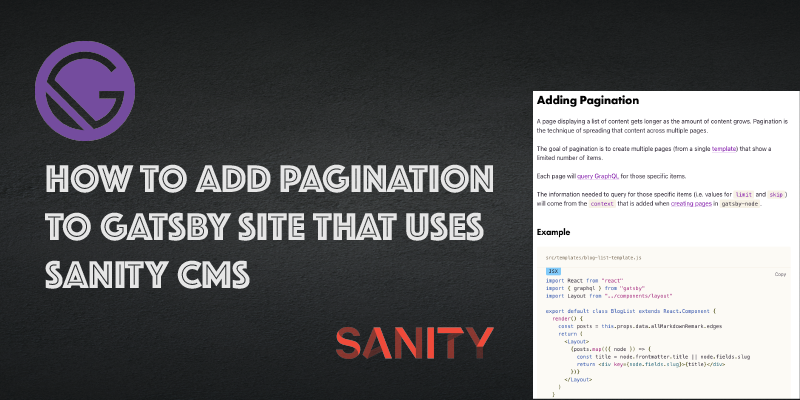 HOW TO ADD PAGINATION
TO GATSBY SITE THAT USES
SANITY CMS
SANITY
Adding Pagination
A page displaying a list of content gets longer as the amount of content grows. Pagination is
the technique of spreading that content across multiple pages.
The goal of pagination is to create multiple pages (from a single template) that show a
limited number of items.
Each page will query GraphQL for those specific items.
The information needed to query for those specific items (i.e. values for limit and skip)
will come from the context that is added when creating pages in gatsby-node.
Example
src/templates/blog-list-template.js
JSX
Copy
import React from "react"
import { graphql } from "gatsby"
import Layout from "../components/layout"
export default class BlogList extends React.Component {
render() {
const posts = this.props.data.allMarkdownRemark.edges
return (
<Layout>
{posts.map(({ node }) => {
const title = node.frontmatter.title || node.fields.slug
return <div key={node.fields.slug}>{title}</div>
})}
</Layout>
)
}